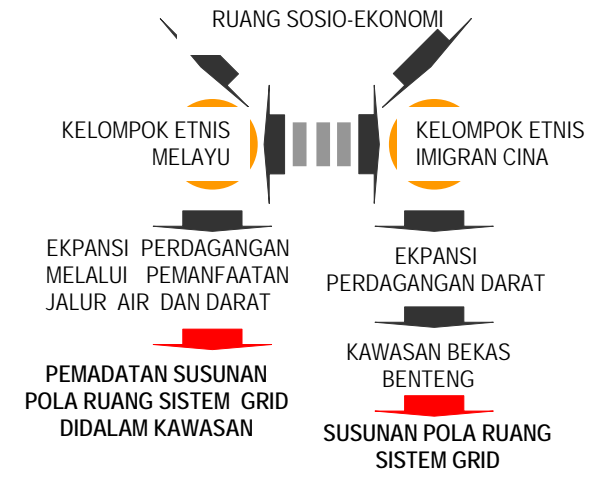 RUANG SOSIO-EKONOMI
KELOMPOK ETNIS
MELAYU
KELOMPOK ETNIS
IMIGRAN CINA
EKPANSI PERDAGANGAN
MELALUI PEMANFAATAN
JALUR AIR DAN DARAT
PEMADATAN SUSUNAN
POLA RUANG SISTEM GRID
DIDALAM KAWASAN
EKPANSI
PERDAGANGAN DARAT
KAWASAN BEKAS
BENTENG
SUSUNAN POLA RUANG
SISTEM GRID